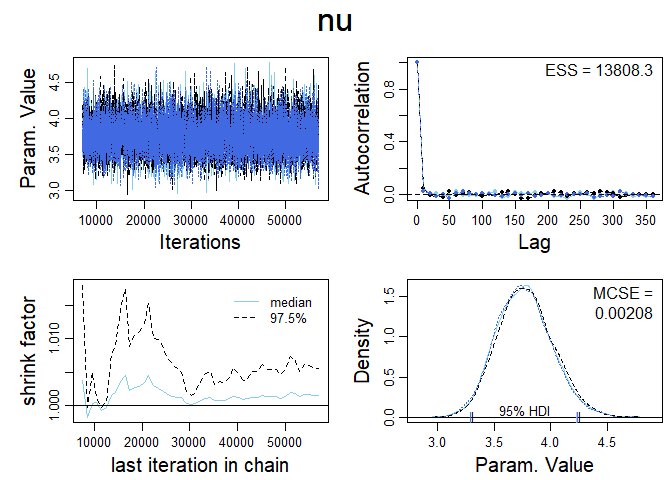 nu
Param. Value
4.5
4.0
3.5
3.0
10000 20000 30000 40000 50000
Iterations
ESS = 13808.3
Autocorrelation
0.8
0.4
0.0
0 50 100 150 200 250 300 350
Lag
median
97.5%
shrink factor
1.010
1.000
10000 20000 30000 40000 50000
last iteration in chain
MCSE =
0.00208
Density
1.5
1.0
0.5
0.0
95% HDI
3.0 3.5 4.0 4.5
Param. Value